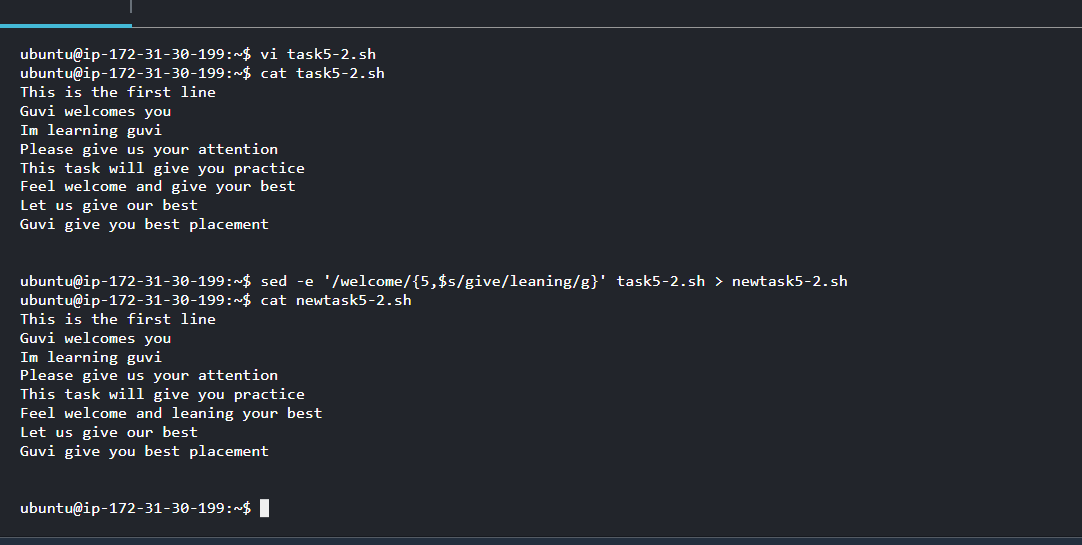 ubuntu@ip-172-31-30-199:~$ vi task5-2.sh
ubuntu@ip-172-31-30-199:~$ cat task5-2.sh
This is the first line
Guvi welcomes you
Im learning guvi
Please give us your attention
This task will give you practice
Feel welcome and give your best
Let us give our best
Guvi give you best placement
ubuntu@ip-172-31-30-199:~$ sed -e '/welcome/{5,$s/give/leaning/g}' task5-2.sh > newtask5-2.sh
ubuntu@ip-172-31-30-199:~$ cat newtask5-2.sh
This is the first line
Guvi welcomes you
Im learning guvi
Please give us your attention
This task will give you practice
Feel welcome and leaning your best
Let us give our best
Guvi give you best placement
ubuntu@ip-172-31-30-199:~$